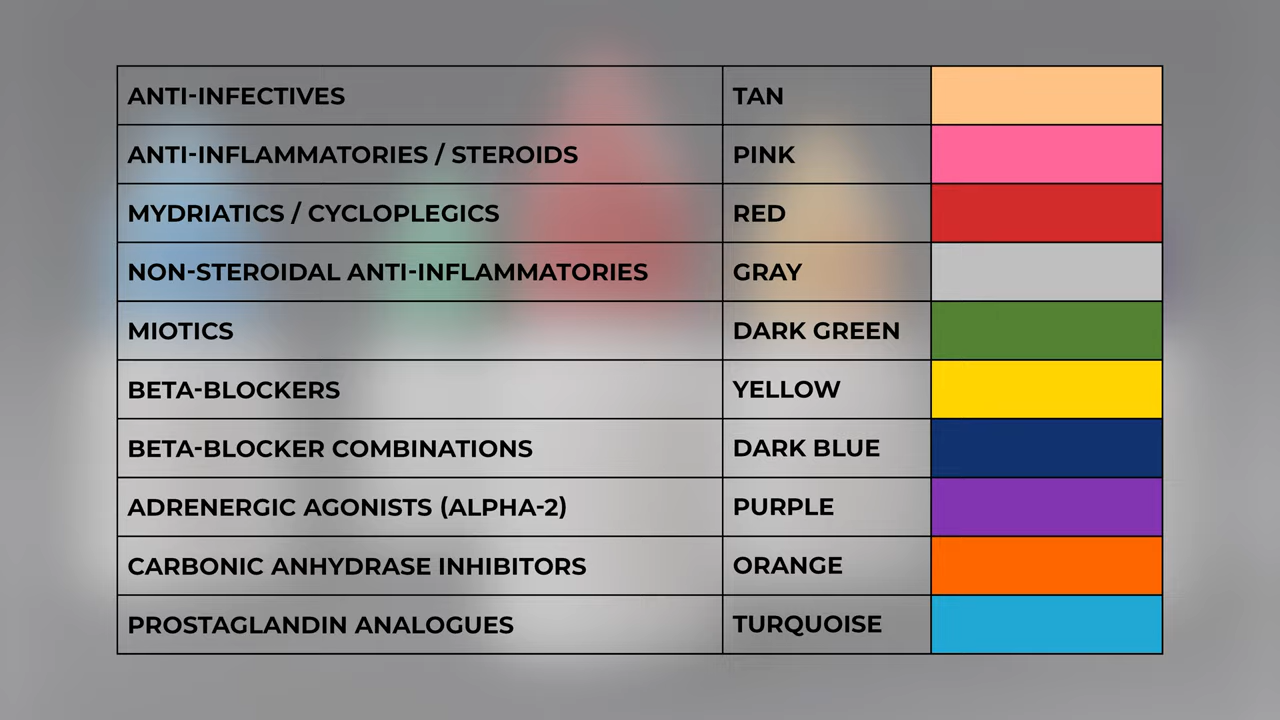 ANTI-INFECTIVES TAN
ANTI-INFLAMMATORIES / STEROIDS PINK
MYDRIATICS / CYCLOPLEGICS RED
NON-STEROIDAL ANTI-INFLAMMATORIES GRAY
MIOTICS DARK GREEN
BETA-BLOCKERS YELLOW
BETA-BLOCKER COMBINATIONS DARK BLUE
ADRENERGIC AGONISTS (ALPHA-2) PURPLE
CARBONIC ANHYDRASE INHIBITORS ORANGE
PROSTAGLANDIN ANALOGUES TURQUOISE